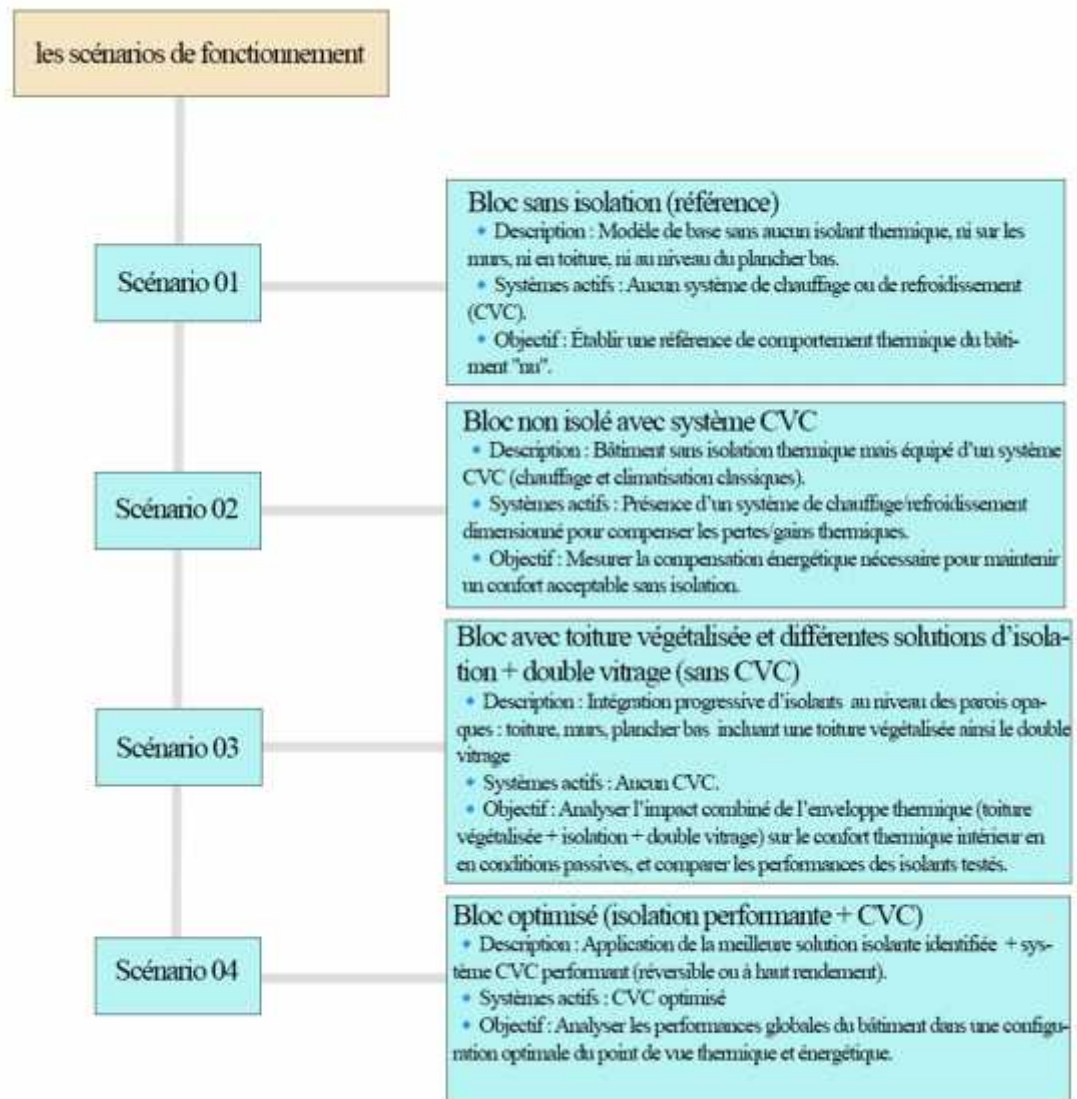 les scénarios de fonctionnement
Scénario 01
Bloc sans isolation (référence)
• Description : Modèle de base sans aucun isolant thermique, ni sur les
murs, ni en toiture, ni au niveau du plancher bas.
• Systèmes actifs : Aucun système de chauffage ou de refroidissement
(CVC).
• Objectif : Établir une référence de comportement thermique du bâti-
ment "nu".
Scénario 02
Bloc non isolé avec système CVC
• Description : Bâtiment sans isolation thermique mais équipé d’un système
CVC (chauffage et climatisation classiques).
• Systèmes actifs : Présence d’un système de chauffage/refroidissement
dimensionné pour compenser les pertes/gains thermiques.
• Objectif : Mesurer la compensation énergétique nécessaire pour maintenir
un confort acceptable sans isolation.
Scénario 03
Bloc avec toiture végétalisée et différentes solutions d’isola-
tion + double vitrage (sans CVC)
• Description : Intégration progressive d’isolants au niveau des parois opa-
ques : toiture, murs, plancher bas incluant une toiture végétalisée ainsi le double
vitrage
• Systèmes actifs : Aucun CVC.
• Objectif : Analyser l’impact combiné de l’enveloppe thermique (toiture
végétalisée + isolation + double vitrage) sur le confort thermique intérieur en
en conditions passives, et comparer les performances des isolants testés.
Scénario 04
Bloc optimisé (isolation performante + CVC)
• Description : Application de la meilleure solution isolante identifiée + sys-
tème CVC performant (réversible ou à haut rendement).
• Systèmes actifs : CVC optimisé
• Objectif : Analyser les performances globales du bâtiment dans une configu-
ration optimale du point de vue thermique et énergétique.